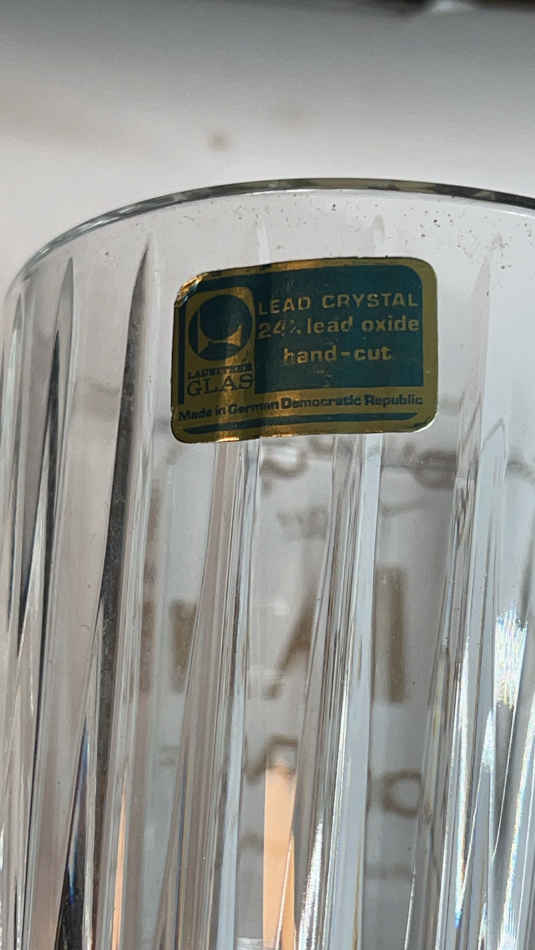 LEAD CRYSTAL
24% lead oxide
hand-cut
LAUSITZER
GLAS
Made in German Democratic Republic